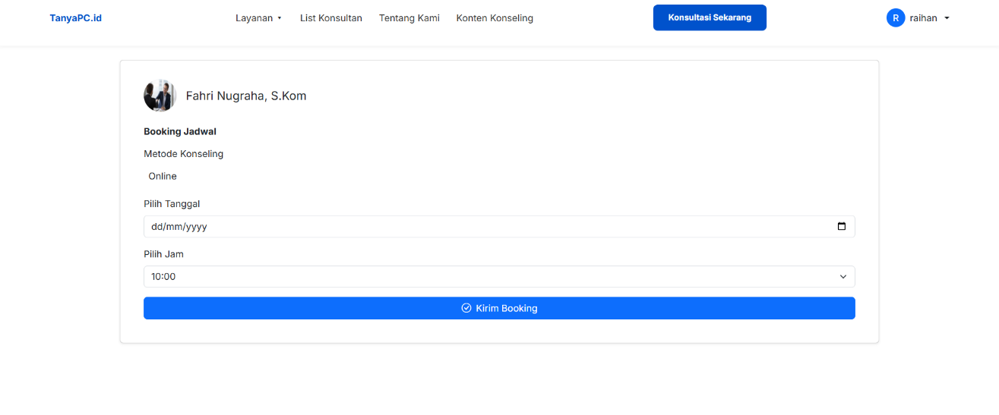 TanyaPC.id Layanan List Konsultan Tentang Kami Konten Konseling Konsultasi Sekarang R raihan
Fahri Nugraha, S.Kom
Booking Jadwal
Metode Konseling
Online
Pilih Tanggal
dd/mm/yyyy
Pilih Jam
10:00
Kirim Booking